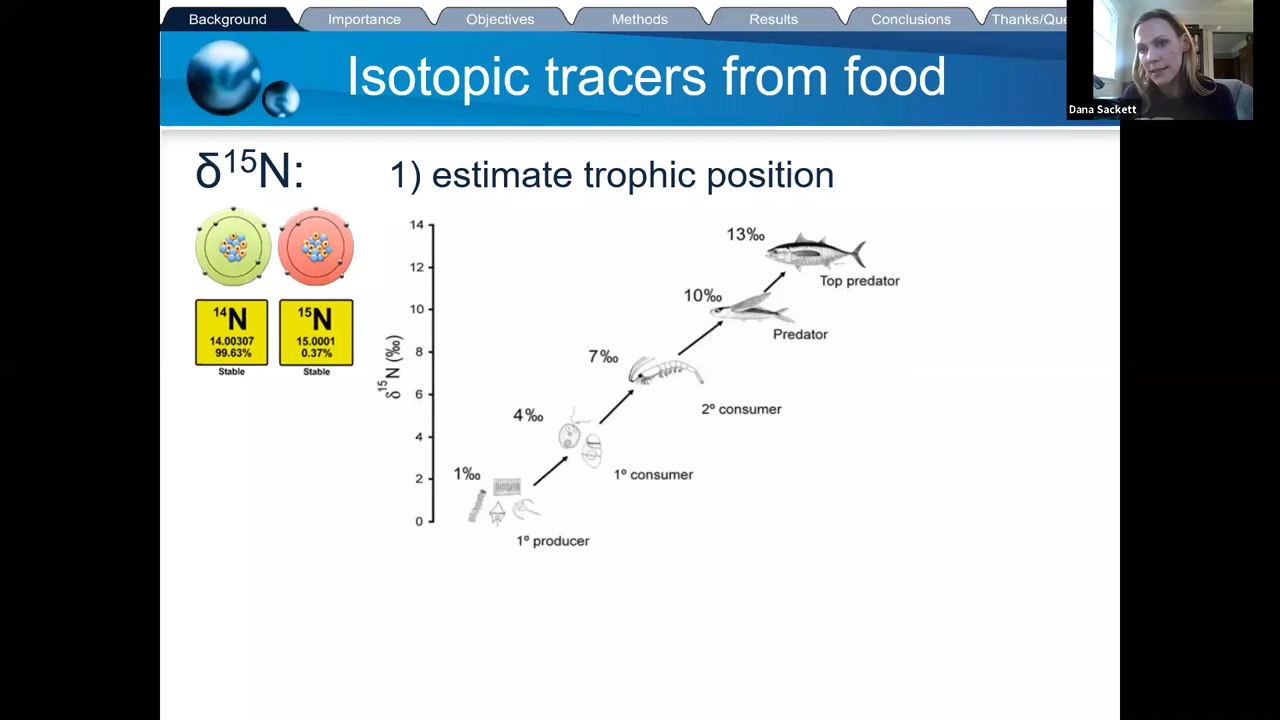 Background
Importance
Objectives
Methods
Results
Conclusions
Thanks/Que
Dana Sackett
Isotopic tracers from food
δ¹⁵N:
1) estimate trophic position
¹⁴N
14.00307
99.63%
Stable
¹⁵N
15.0001
0.37%
Stable
δ¹⁵N (‰)
14
12
10
8
6
4
2
0
13‰
Top predator
10‰
Predator
7‰
2º consumer
4‰
1º consumer
1‰
1º producer